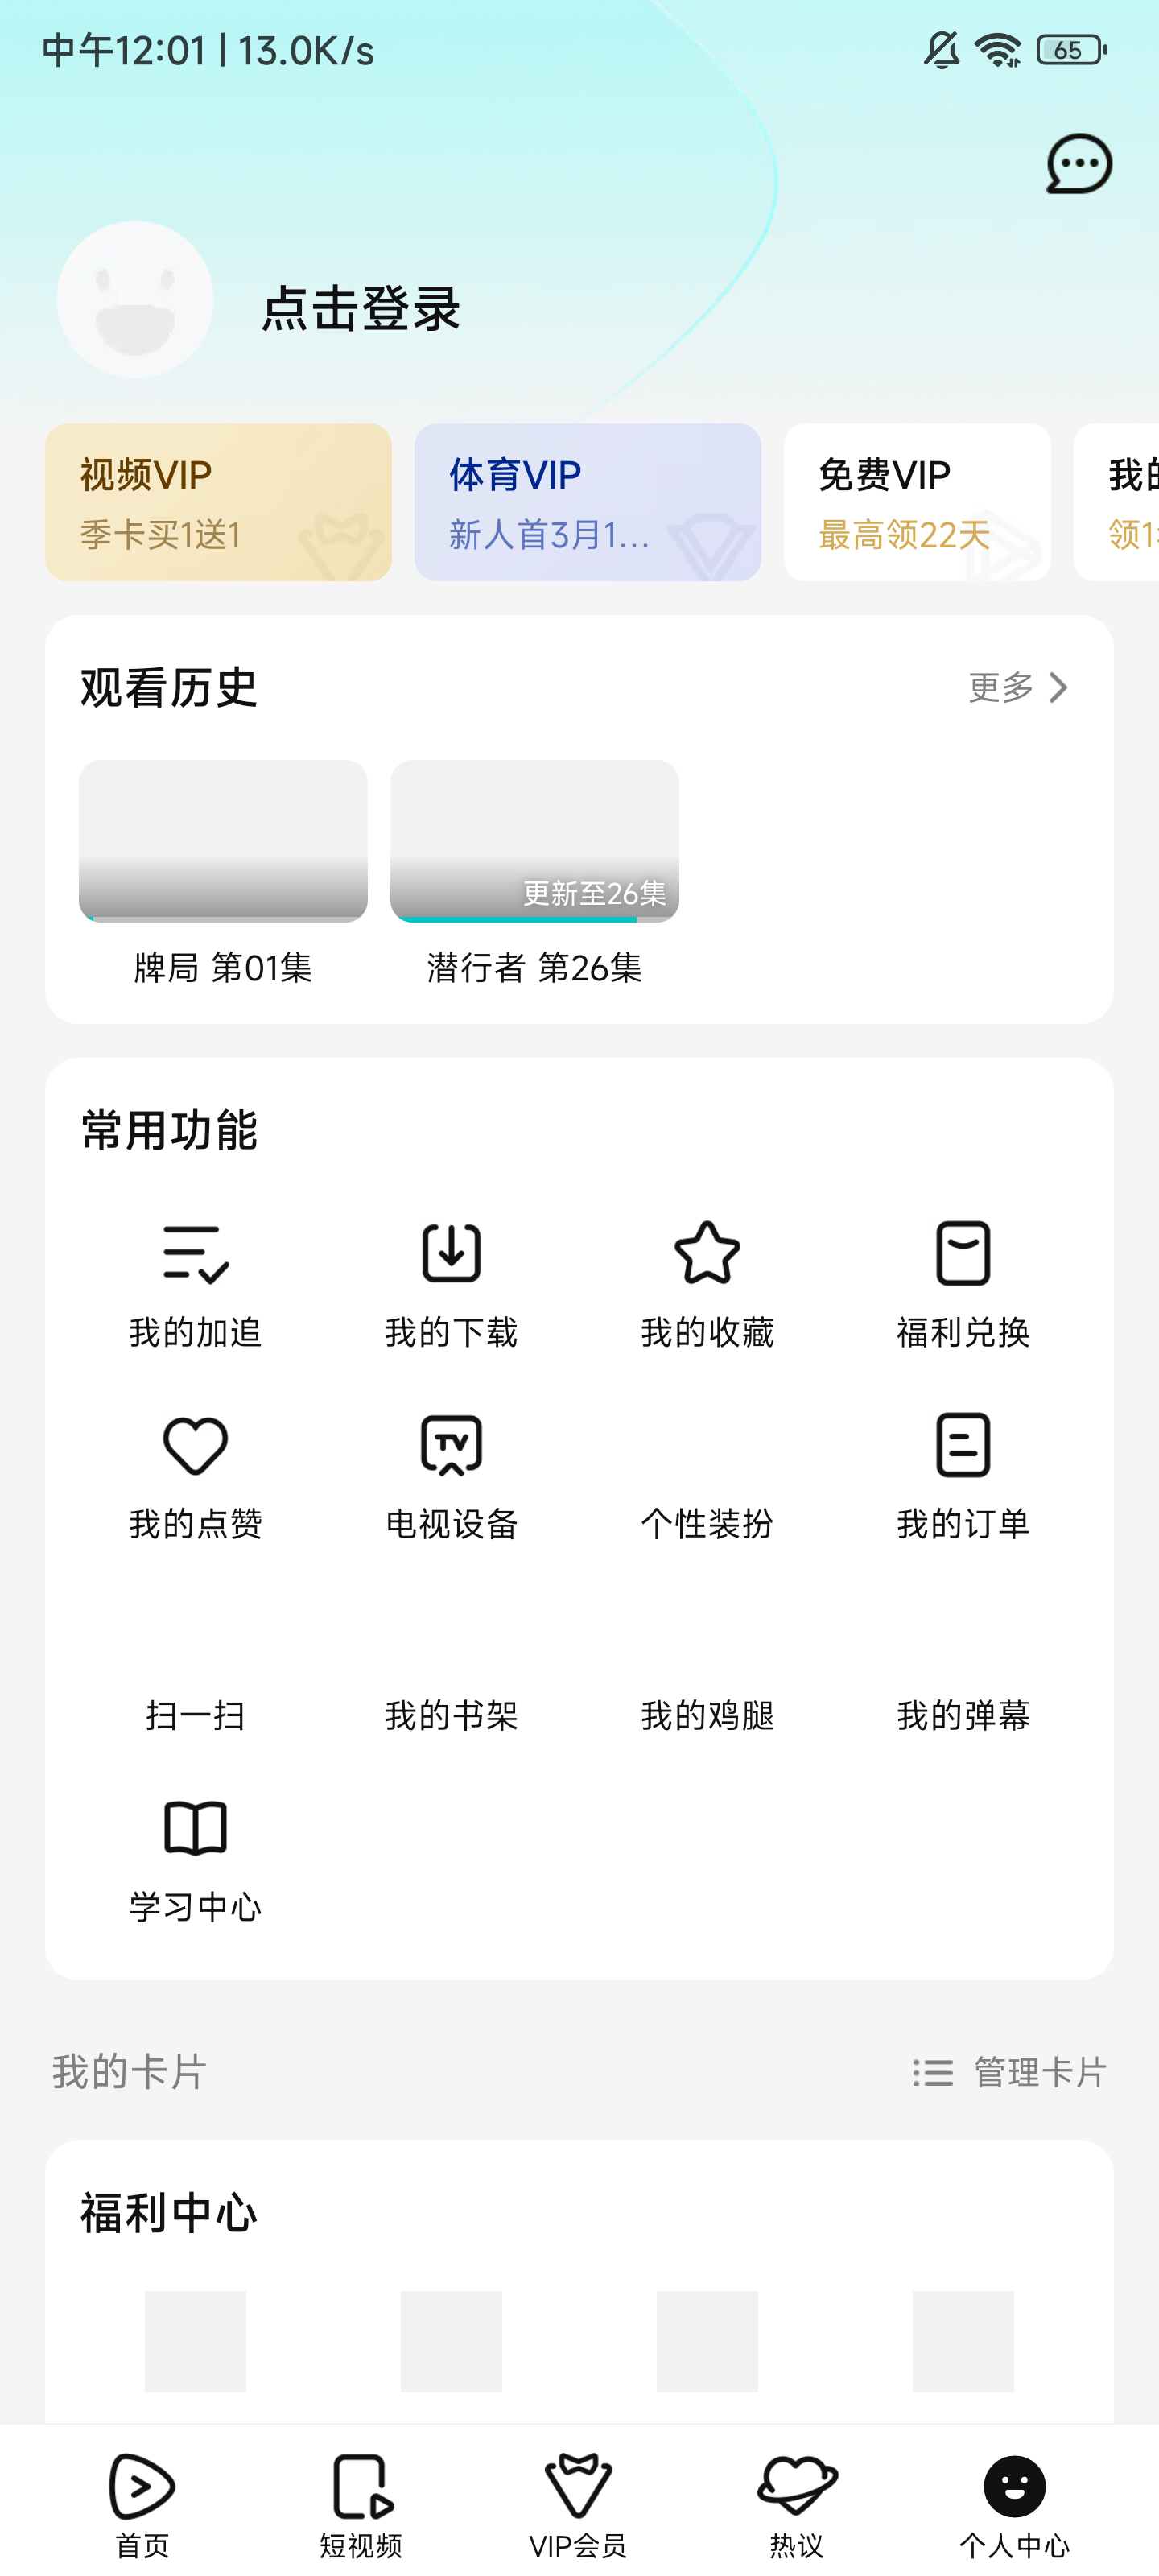 中午12:01 | 13.0K/s
65
点击登录
视频VIP
季卡买1送1
体育VIP
新人首3月1...
免费VIP
最高领22天
我的
领1
观看历史
更多
更新至26集
牌局 第01集
潜行者 第26集
常用功能
我的加追
我的下载
我的收藏
福利兑换
我的点赞
TV
电视设备
个性装扮
我的订单
扫一扫
我的书架
我的鸡腿
我的弹幕
学习中心
我的卡片
管理卡片
福利中心
首页
短视频
VIP会员
热议
个人中心